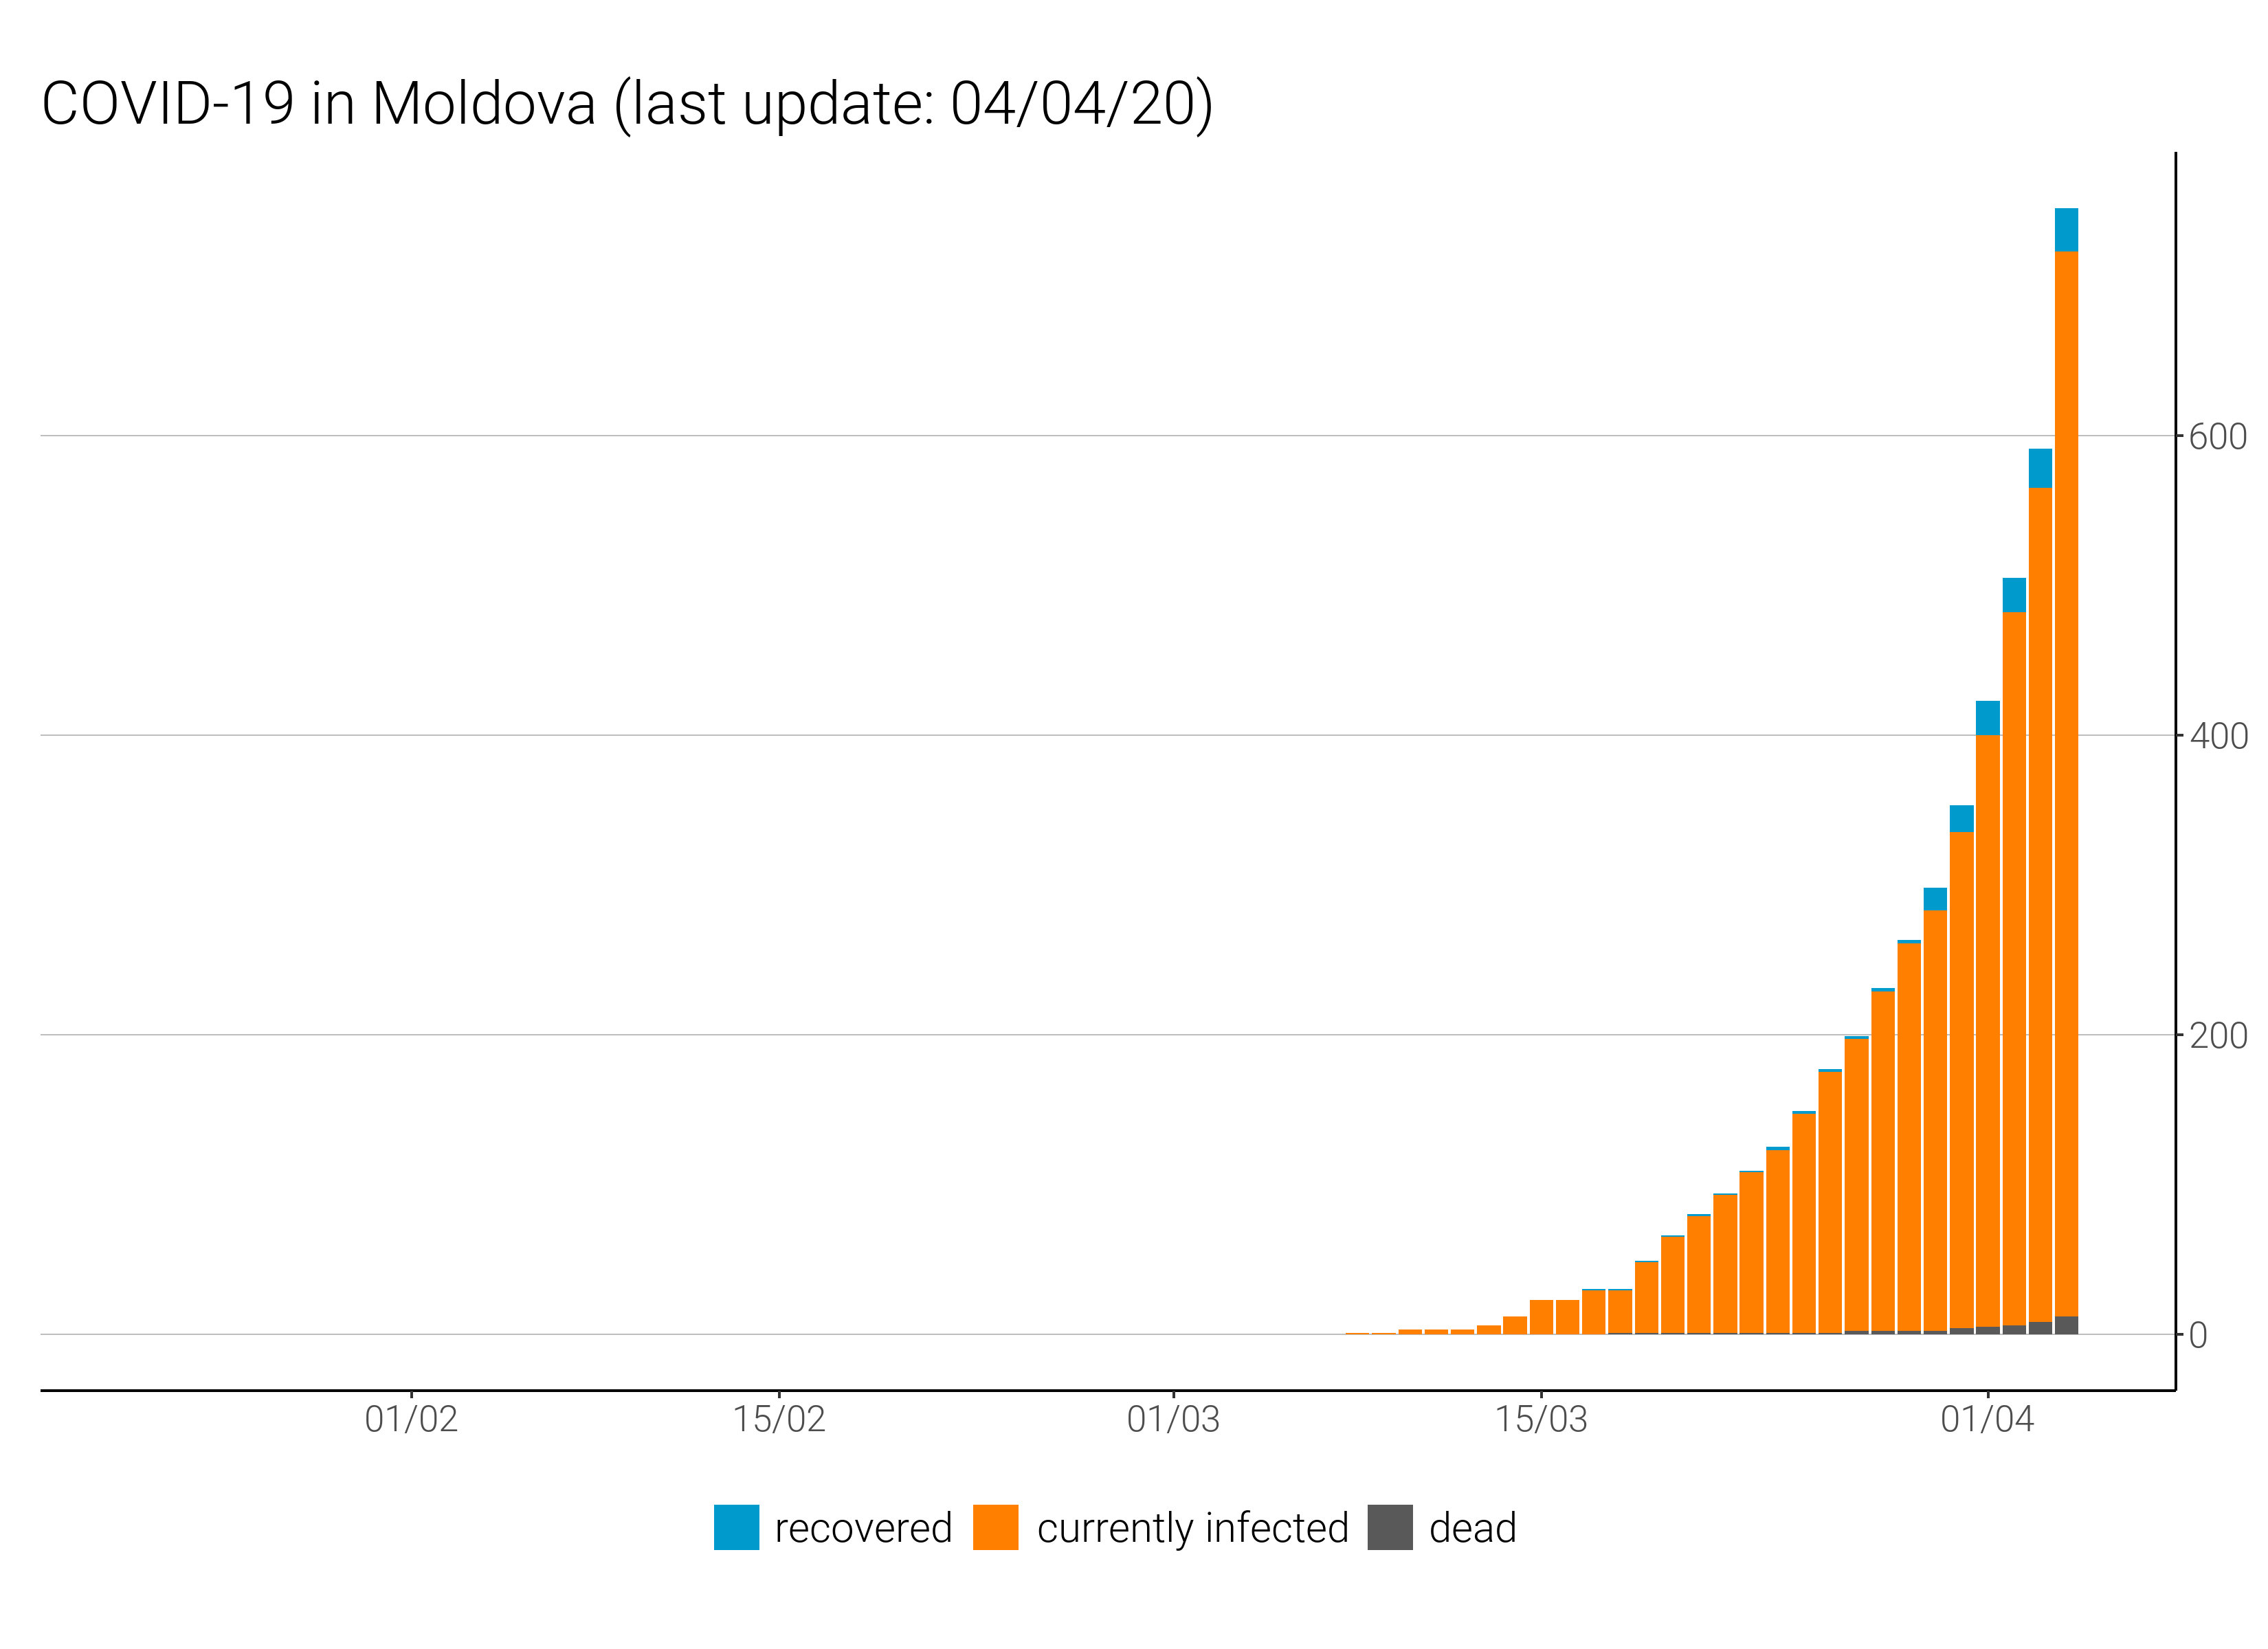 COVID-19 in Moldova (last update: 04/04/20)
600
400
200
0
01/02 15/02 01/03 15/03 01/04
recovered currently infected dead